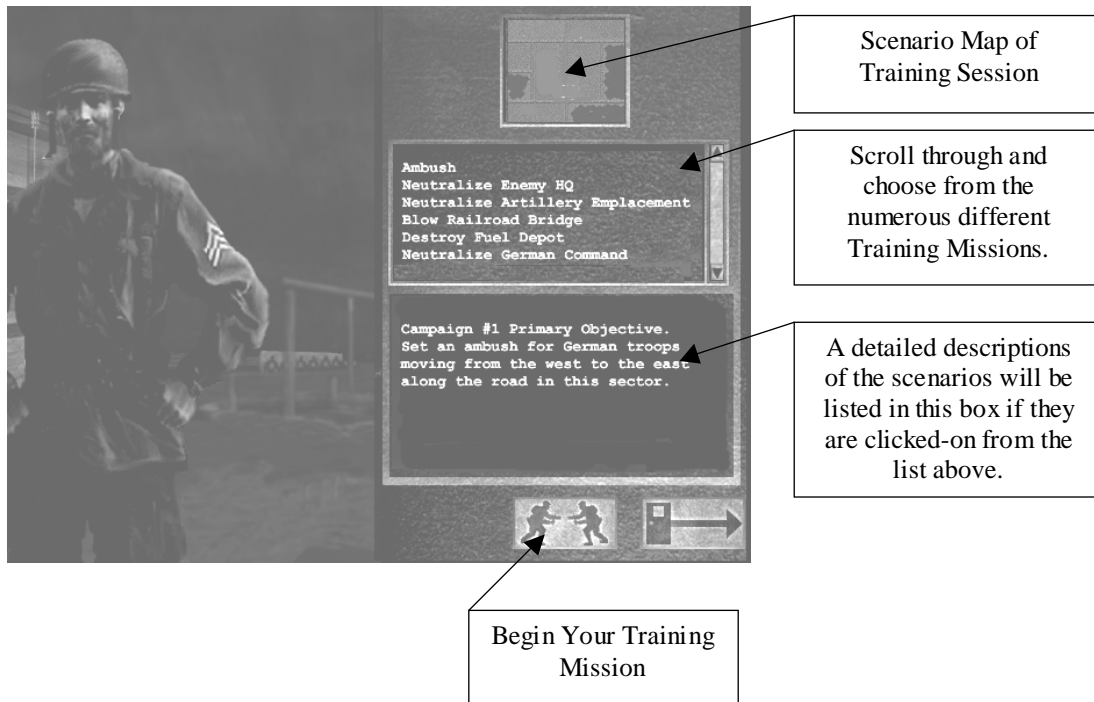 Scenario Map of
Training Session
Ambush
Neutralize Enemy HQ
Neutralize Artillery Emplacement
Blow Railroad Bridge
Destroy Fuel Depot
Neutralize German Command
Scroll through and
choose from the
numerous different
Training Missions.
Campaign #1 Primary Objective.
Set an ambush for German troops
moving from the west to the east
along the road in this sector.
A detailed descriptions
of the scenarios will be
listed in this box if they
are clicked-on from the
list above.
Begin Your Training
Mission